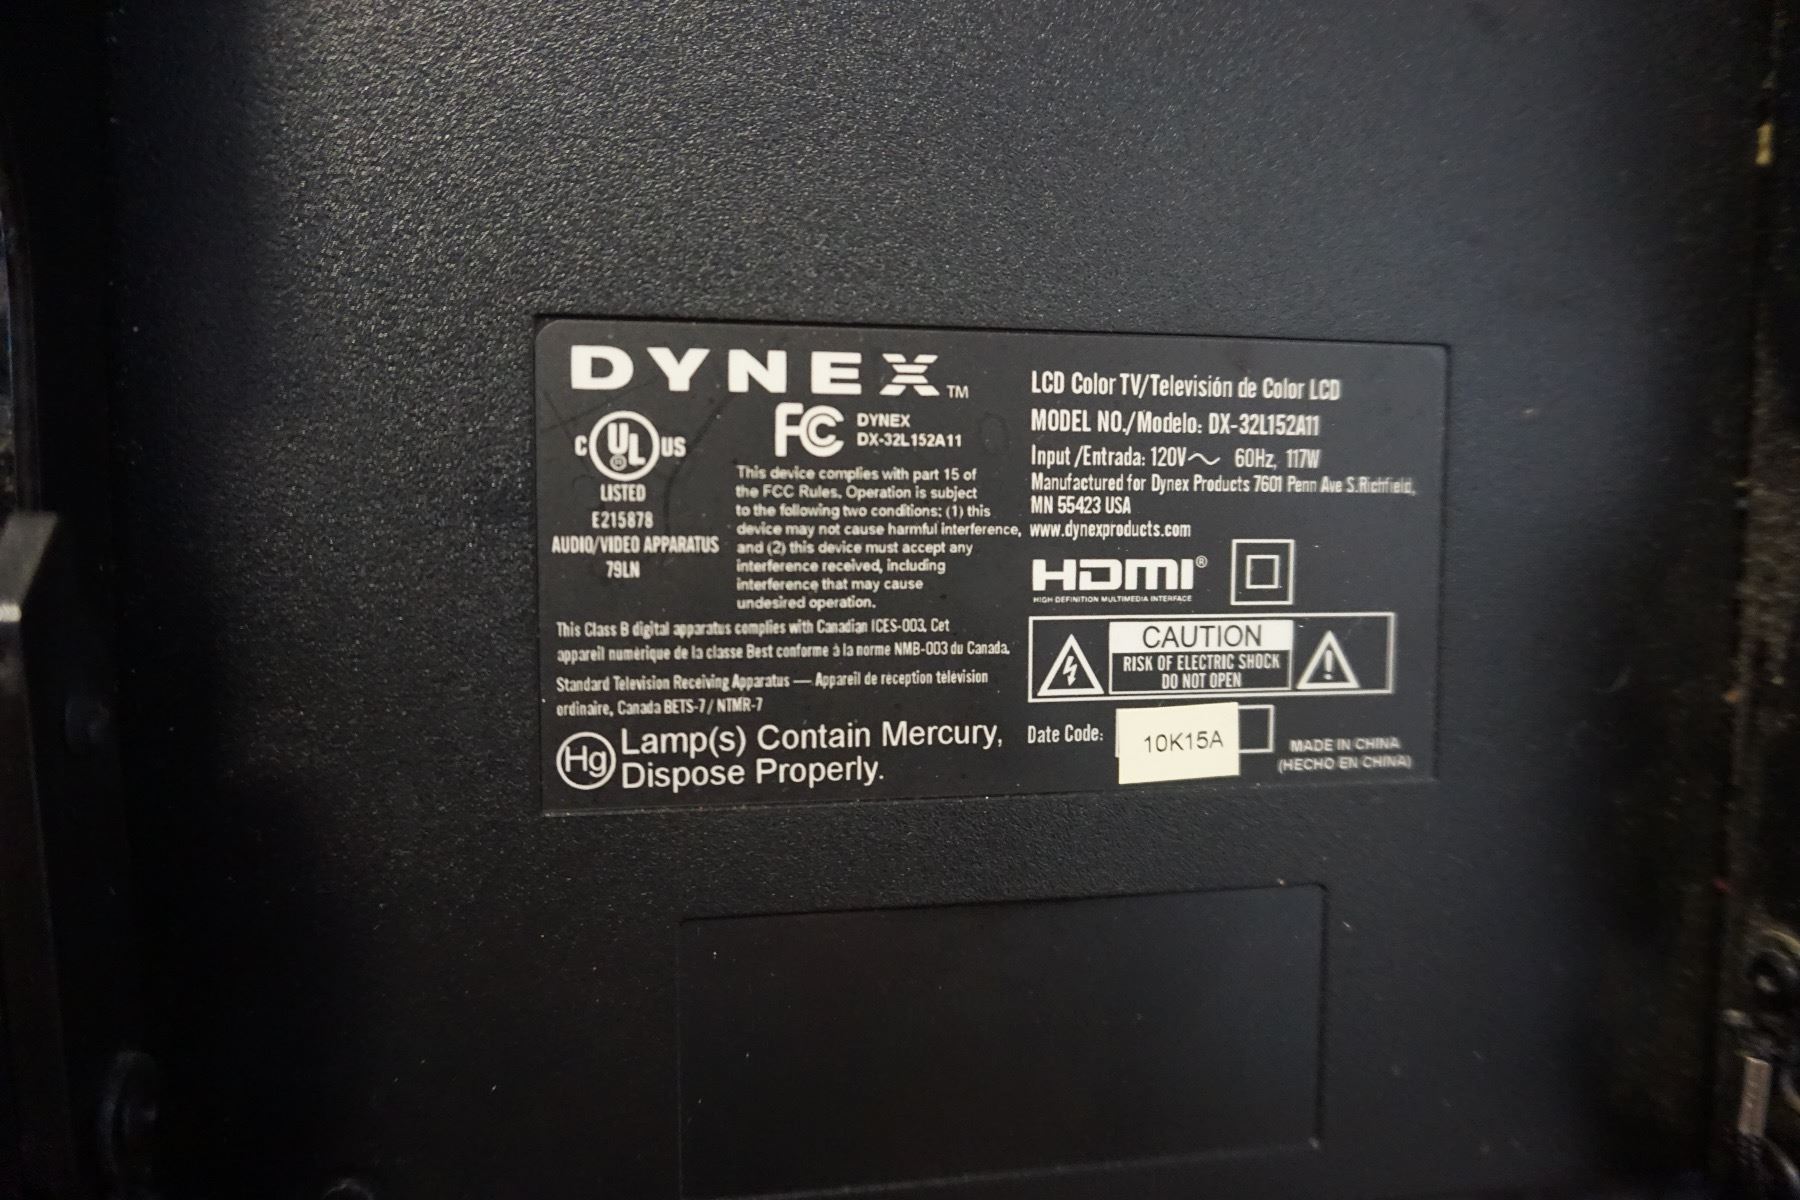 DYNEX™
C UL US
LISTED
E215878
AUDIO/VIDEO APPARATUS
79LN
FC DYNEX
DX-32L152A11
This device complies with part 15 of
the FCC Rules. Operation is subject
to the following two conditions: (1) this
device may not cause harmful interference,
and (2) this device must accept any
interference received, including
interference that may cause
undesired operation.
This Class B digital apparatus complies with Canadian ICES-003. Cet
appareil numérique de la classe Best conforme à la norme NMB-003 du Canada.
Standard Television Receiving Apparatus — Appareil de réception télévision
ordinaire, Canada BETS-7 / NTMR-7
Hg Lamp(s) Contain Mercury,
Dispose Properly.
LCD Color TV/Televisión de Color LCD
MODEL NO./Modelo: DX-32L152A11
Input /Entrada: 120V～ 60Hz, 117W
Manufactured for Dynex Products 7601 Penn Ave S.Richfield,
MN 55423 USA
www.dynexproducts.com
HDMI®
HIGH-DEFINITION MULTIMEDIA INTERFACE
CAUTION
RISK OF ELECTRIC SHOCK
DO NOT OPEN
Date Code: 10K15A
MADE IN CHINA
(HECHO EN CHINA)